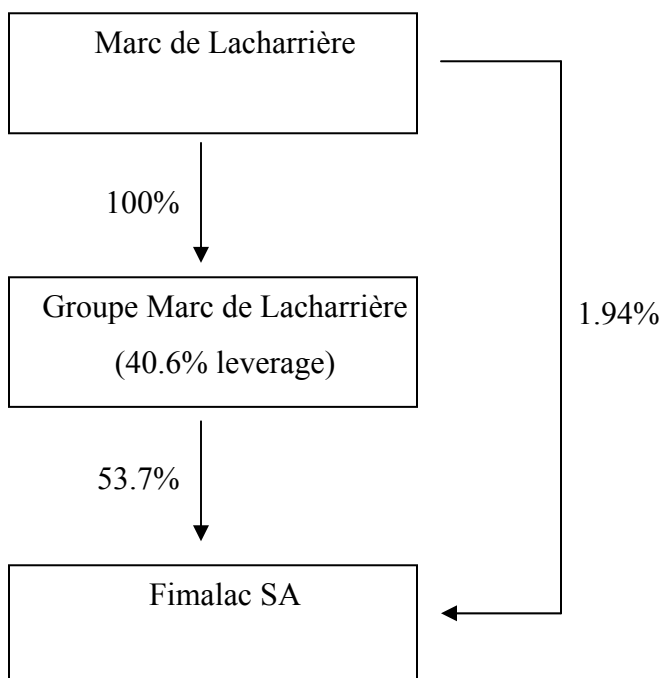 Marc de Lacharrière
100%
Groupe Marc de Lacharrière
(40.6% leverage)
1.94%
53.7%
Fimalac SA